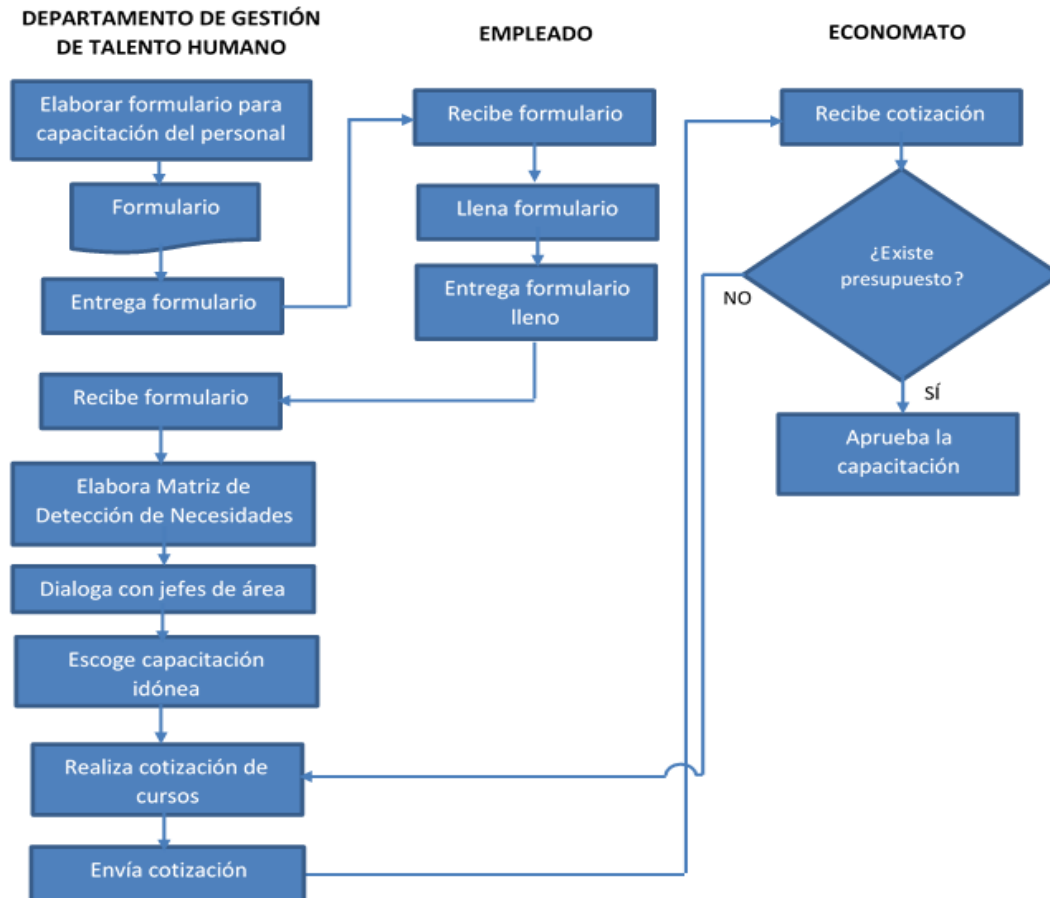 DEPARTAMENTO DE GESTIÓN
DE TALENTO HUMANO
Elaborar formulario para
capacitación del personal
Formulario
Entrega formulario
Recibe formulario
Elabora Matriz de
Detección de Necesidades
Dialoga con jefes de área
Escoge capacitación
idónea
Realiza cotización de
cursos
Envía cotización
EMPLEADO
Recibe formulario
Llena formulario
Entrega formulario
lleno
ECONOMATO
Recibe cotización
¿Existe
presupuesto?
NO
SÍ
Aprueba la
capacitación